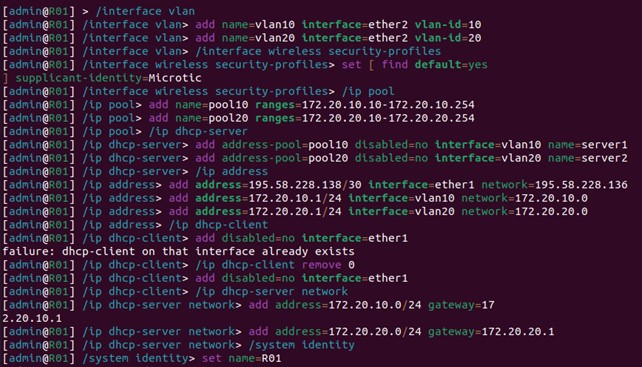 [admin@R01] > /interface vlan
[admin@R01] /interface vlan> add name=vlan10 interface=ether2 vlan-id=10
[admin@R01] /interface vlan> add name=vlan20 interface=ether2 vlan-id=20
[admin@R01] /interface vlan> /interface wireless security-profiles
[admin@R01] /interface wireless security-profiles> set [ find default=yes
] supplicant-identity=Microtic
[admin@R01] /interface wireless security-profiles> /ip pool
[admin@R01] /ip pool> add name=pool10 ranges=172.20.10.10-172.20.10.254
[admin@R01] /ip pool> add name=pool20 ranges=172.20.20.10-172.20.20.254
[admin@R01] /ip pool> /ip dhcp-server
[admin@R01] /ip dhcp-server> add address-pool=pool10 disabled=no interface=vlan10 name=server1
[admin@R01] /ip dhcp-server> add address-pool=pool20 disabled=no interface=vlan20 name=server2
[admin@R01] /ip dhcp-server> /ip address
[admin@R01] /ip address> add address=195.58.228.138/30 interface=ether1 network=195.58.228.136
[admin@R01] /ip address> add address=172.20.10.1/24 interface=vlan10 network=172.20.10.0
[admin@R01] /ip address> add address=172.20.20.1/24 interface=vlan20 network=172.20.20.0
[admin@R01] /ip address> /ip dhcp-client
[admin@R01] /ip dhcp-client> add disabled=no interface=ether1
failure: dhcp-client on that interface already exists
[admin@R01] /ip dhcp-client> /ip dhcp-client remove 0
[admin@R01] /ip dhcp-client> add disabled=no interface=ether1
[admin@R01] /ip dhcp-client> /ip dhcp-server network
[admin@R01] /ip dhcp-server network> add address=172.20.10.0/24 gateway=17
2.20.10.1
[admin@R01] /ip dhcp-server network> add address=172.20.20.0/24 gateway=172.20.20.1
[admin@R01] /ip dhcp-server network> /system identity
[admin@R01] /system identity> set name=R01